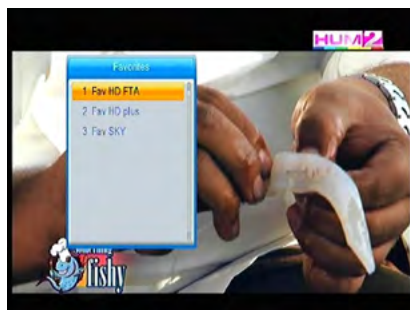 HUM2
Favorites
1 Fav HD FTA
2 Fav HD plus
3 Fav SKY
fishy